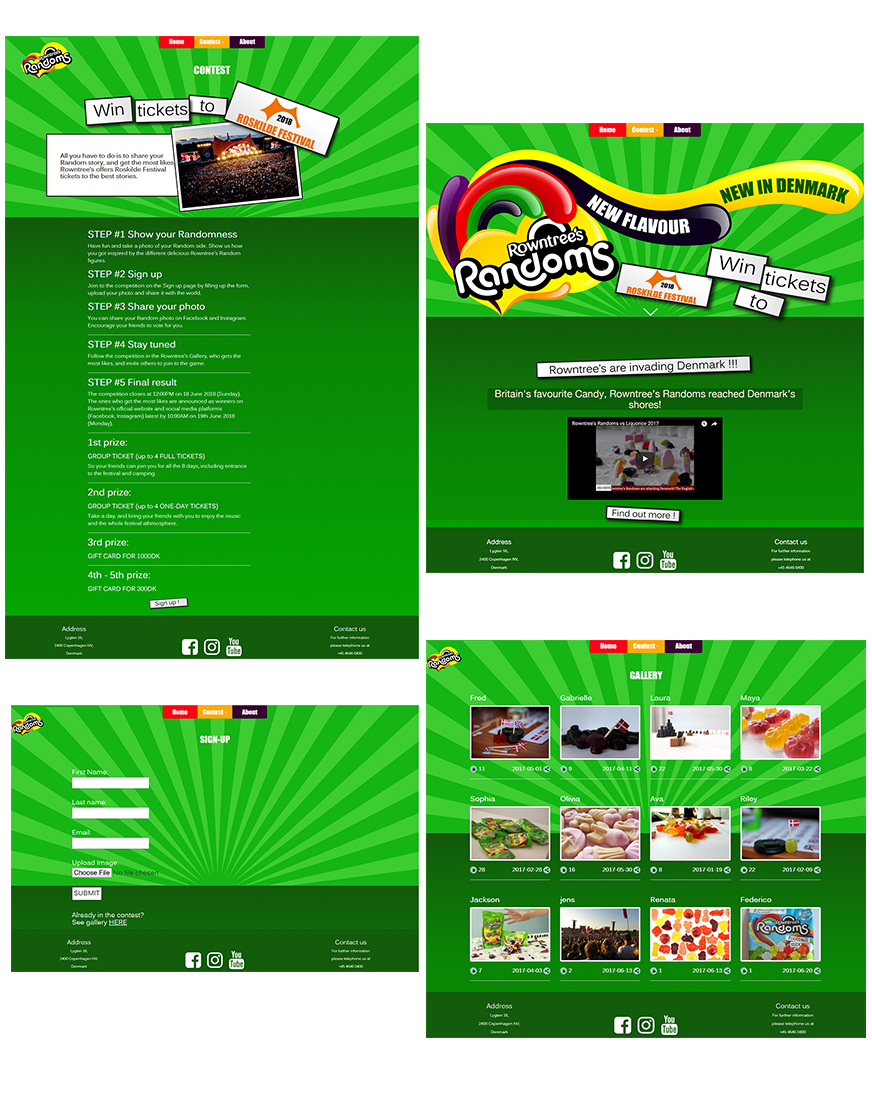 Home Contest - About
Rowntree's
Randoms
CONTEST
Win tickets to
2018
ROSKILDE FESTIVAL
All you have to do is to share your
Random story, and get the most likes.
Rowntree's offers Roskilde Festival
tickets to the best stories.
STEP #1 Show your Randomness
Have fun and take a photo of your Random side. Show us how
you got inspired by the different delicious Rowntree's Random
figures.
STEP #2 Sign up
Join to the competition on the Sign up page by filling up the form,
upload your photo and share it with the world.
STEP #3 Share your photo
You can share your Random photo on Facebook and Instagram.
Encourage your friends to vote for you.
STEP #4 Stay tuned
Follow the competition in the Rowntree's Gallery, who gets the
most likes, and invite others to join to the game.
STEP #5 Final result
The competition closes at 12:00PM on 18 June 2018 (Sunday).
The ones who get the most likes are announced as winners on
Rowntree's official website and social media platforms
(Facebook, Instagram) latest by 10:00AM on 19th June 2018
(Monday).
1st prize:
GROUP TICKET (up to 4 FULL TICKETS)
So your friends can join you for all the 8 days, including entrance
to the festival and camping
2nd prize:
GROUP TICKET (up to 4 ONE-DAY TICKETS)
Take a day, and bring your friends with you to enjoy the music
and the whole festival athmosphere.
3rd prize:
GIFT CARD FOR 1000DK
4th - 5th prize:
GIFT CARD FOR 300DK
Sign up !
Address
Lygten 16,
2400 Copenhagen NV,
Denmark
You
Tube
Contact us
For further information
please telephone us at
+45 4646 0400
Home Contest - About
NEW FLAVOUR
NEW IN DENMARK
Rowntree's
Randoms
2018
ROSKILDE FESTIVAL
Win tickets
to
Rowntree's are invading Denmark !!!
Britain's favourite Candy, Rowntree's Randoms reached Denmark's
shores!
Rowntree's Randoms vs Liquorice 2017
Find out more !
Address
Lygten 16,
2400 Copenhagen NV,
Denmark
You
Tube
Contact us
For further information
please telephone us at
+45 4646 0400
Home Contest - About
Randoms
SIGN-UP
First Name:
Last name:
Email:
Upload Image:
Choose File No file chosen
SUBMIT
Already in the contest?
See gallery HERE
Address
Lygten 16,
2400 Copenhagen NV,
Denmark
You
Tube
Contact us
For further information
please telephone us at
+45 4646 0400
Home Contest - About
Randoms
GALLERY
Fred Gabrielle Laura Maya
11 2017-05-01 9 2017-04-11 22 2017-05-30 8 2017-03-22
Sophia Olivia Ava Riley
20 2017-02-28 16 2017-05-30 8 2017-01-19 22 2017-02-09
Jackson jens Renata Federico
Randoms
7 2017-04-03 2 2017-06-13 1 2017-06-13 1 2017-06-20
Address
Lygten 16,
2400 Copenhagen NV,
Denmark
You
Tube
Contact us
For further information
please telephone us at
+45 4646 0400